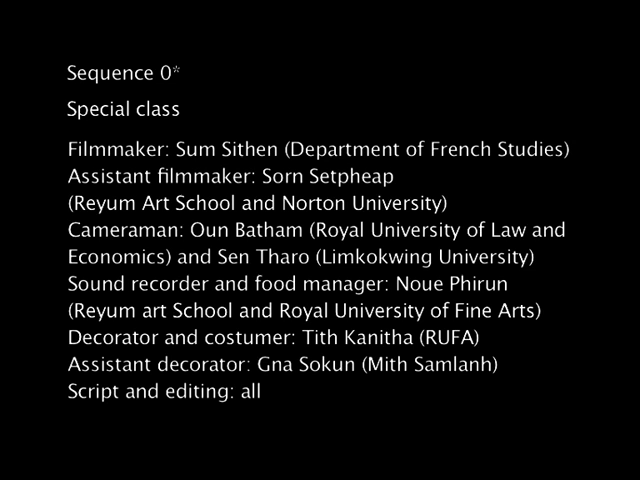 Sequence 0*
Special class
Filmmaker: Sum Sithen (Department of French Studies)
Assistant filmmaker: Sorn Setpheap
(Reyum Art School and Norton University)
Cameraman: Oun Batham (Royal University of Law and
Economics) and Sen Tharo (Limkokwing University)
Sound recorder and food manager: Noue Phirun
(Reyum art School and Royal University of Fine Arts)
Decorator and costumer: Tith Kanitha (RUFA)
Assistant decorator: Gna Sokun (Mith Samlanh)
Script and editing: all